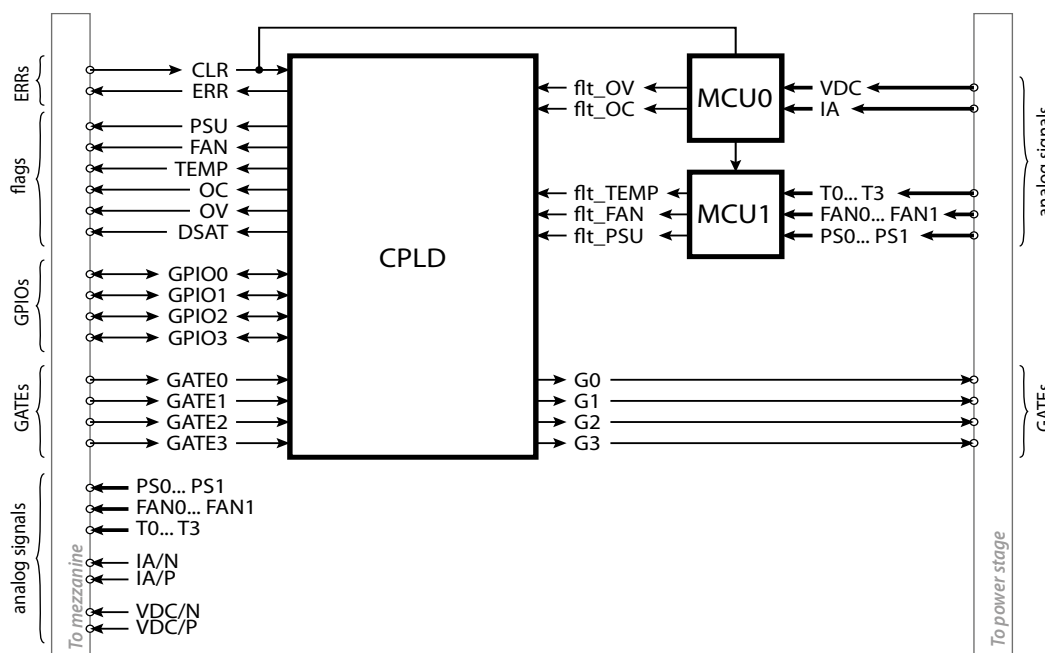 ERRs
CLR
ERR
flags
PSU
FAN
TEMP
OC
OV
DSAT
GPIOs
GPIO0
GPIO1
GPIO2
GPIO3
GATEs
GATE0
GATE1
GATE2
GATE3
analog signals
PS0... PS1
FAN0... FAN1
T0... T3
IA/N
IA/P
VDC/N
VDC/P
To mezzanine
CPLD
flt_OV
flt_OC
MCU0
VDC
IA
flt_TEMP
flt_FAN
flt_PSU
MCU1
T0... T3
FAN0... FAN1
PS0... PS1
analog signals
G0
G1
G2
G3
GATEs
To power stage